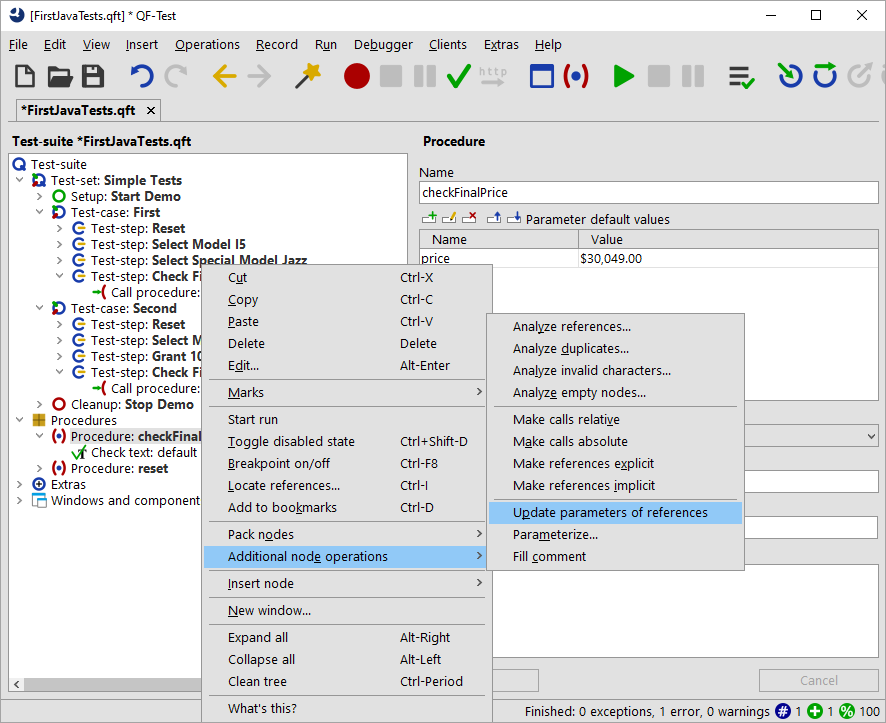 [FirstJavaTests.qft] * QF-Test
File Edit View Insert Operations Record Run Debugger Clients Extras Help
http
*FirstJavaTests.qft
Test-suite *FirstJavaTests.qft
Test-suite
Test-set: Simple Tests
Setup: Start Demo
Test-case: First
Test-step: Reset
Test-step: Select Model I5
Test-step: Select Special Model Jazz
Test-step: Check Fi
Call procedure:
Test-case: Second
Test-step: Reset
Test-step: Select M
Test-step: Grant 10
Test-step: Check Fi
Call procedure:
Cleanup: Stop Demo
Procedures
Procedure: checkFinal
Check text: default
Procedure: reset
Extras
Windows and component
Procedure
Name
checkFinalPrice
Parameter default values
Name Value
price $30,049.00
Cut Ctrl-X
Copy Ctrl-C
Paste Ctrl-V
Delete Delete
Edit... Alt-Enter
Marks
Start run
Toggle disabled state Ctrl+Shift-D
Breakpoint on/off Ctrl-F8
Locate references... Ctrl-I
Add to bookmarks Ctrl-D
Pack nodes
Additional node operations
Insert node
New window...
Expand all Alt-Right
Collapse all Alt-Left
Clean tree Ctrl-Period
What's this?
Analyze references...
Analyze duplicates...
Analyze invalid characters...
Analyze empty nodes...
Make calls relative
Make calls absolute
Make references explicit
Make references implicit
Update parameters of references
Parameterize...
Fill comment
Cancel
Finished: 0 exceptions, 1 error, 0 warnings # 1 + 1 % 100